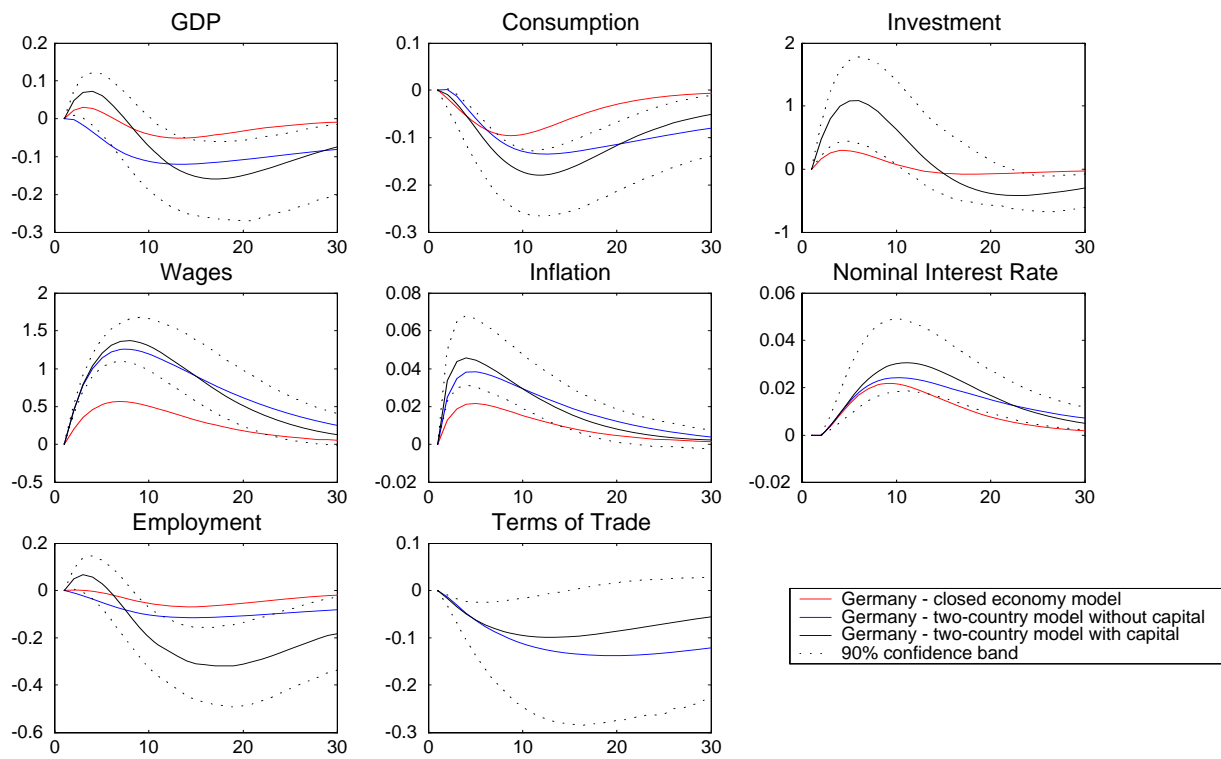 GDP
Consumption
Investment
0.2
0.1
0
-0.1
-0.2
-0.3
0 10 20 30
0.1
0
-0.1
-0.2
-0.3
0 10 20 30
2
1
0
-1
0 10 20 30
Wages
Inflation
Nominal Interest Rate
2
1.5
1
0.5
0
-0.5
0 10 20 30
0.08
0.06
0.04
0.02
0
-0.02
0 10 20 30
0.06
0.04
0.02
0
-0.02
0 10 20 30
Employment
Terms of Trade
0.2
0
-0.2
-0.4
-0.6
0 10 20 30
0.1
0
-0.1
-0.2
-0.3
0 10 20 30
Germany - closed economy model
Germany - two-country model without capital
Germany - two-country model with capital
90% confidence band